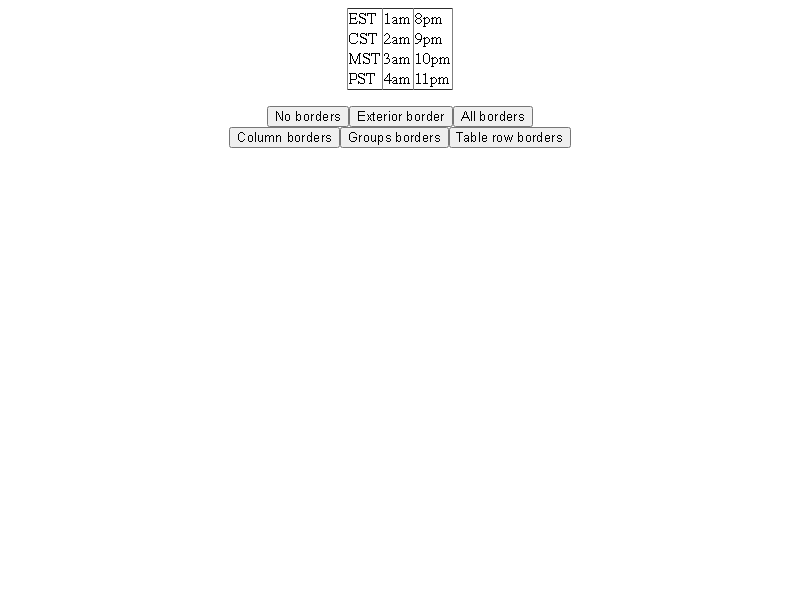 EST 1am 8pm
CST 2am 9pm
MST 3am 10pm
PST 4am 11pm
No borders Exterior border All borders
Column borders Groups borders Table row borders